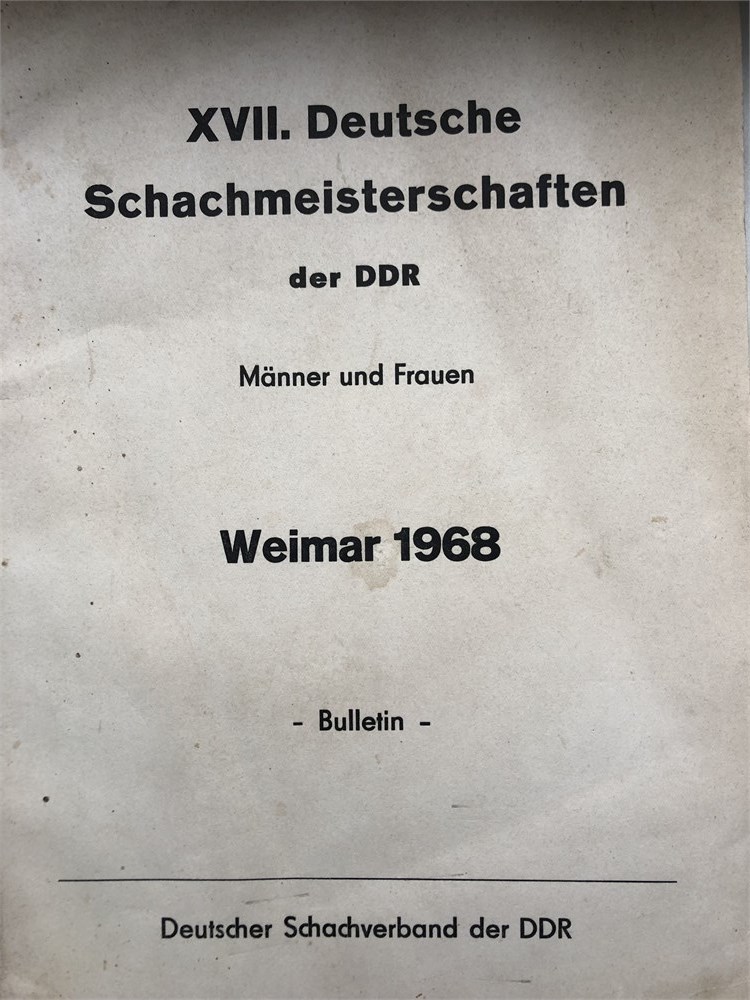 XVII. Deutsche
Schachmeisterschaften
der DDR
Männer und Frauen
Weimar 1968
- Bulletin -
Deutscher Schachverband der DDR